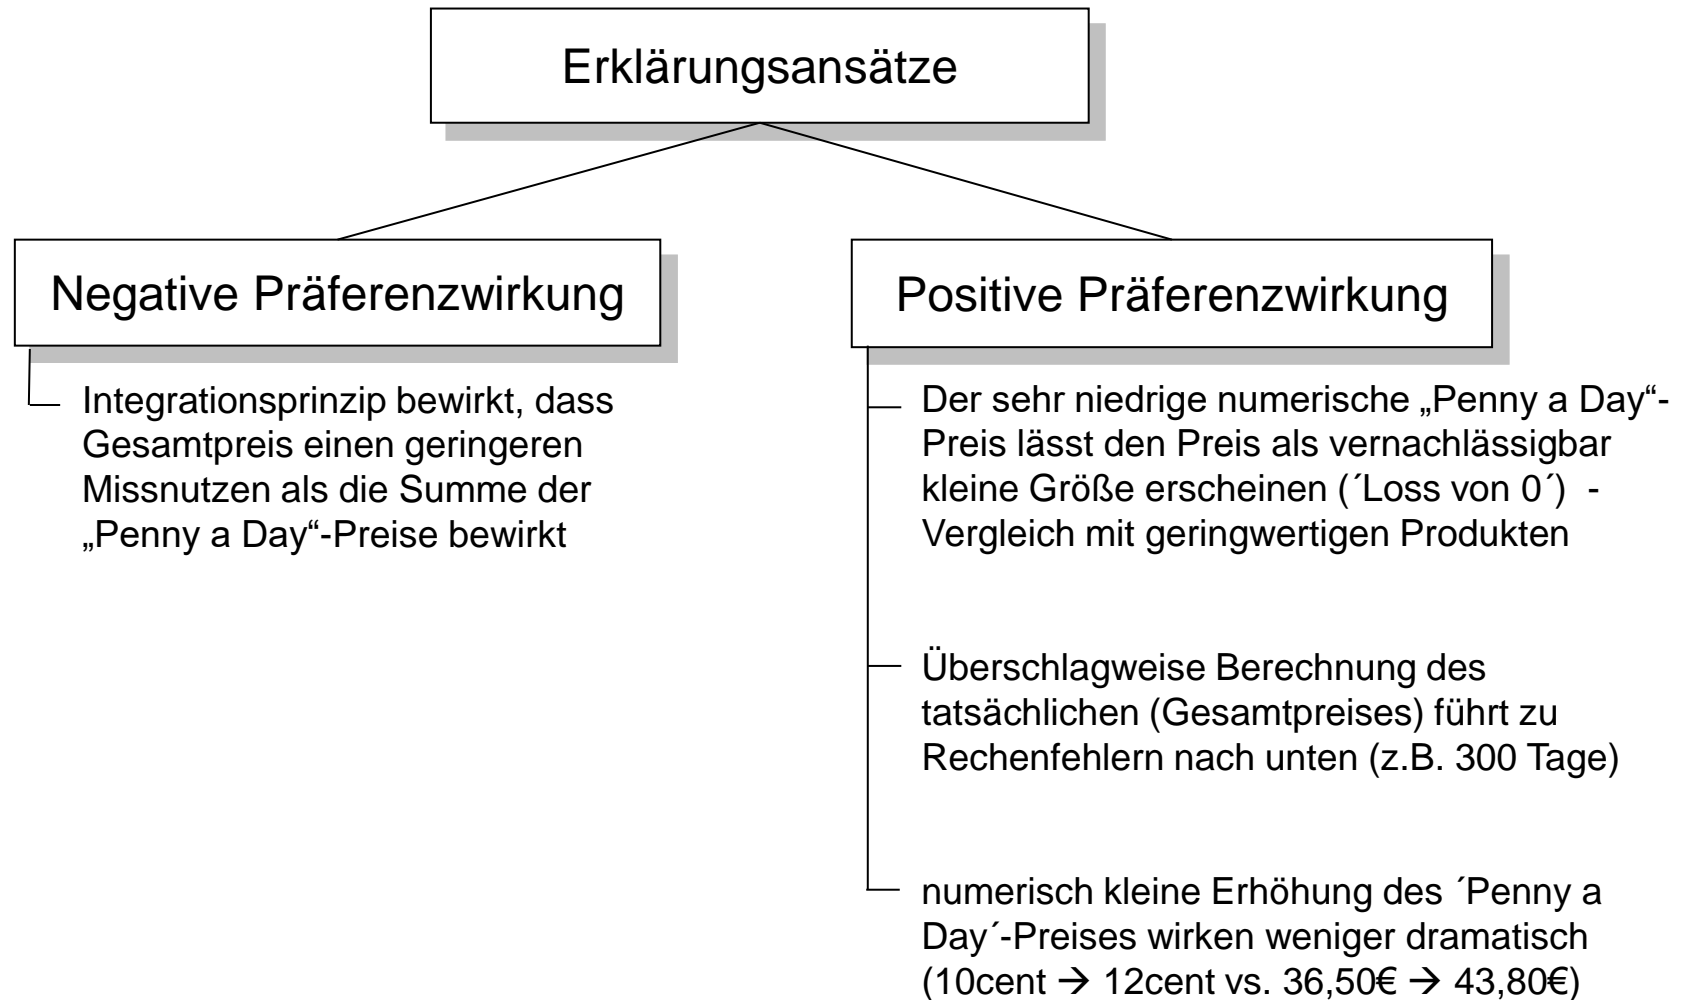 Erklärungsansätze
Negative Präferenzwirkung
Integrationsprinzip bewirkt, dass
Gesamtpreis einen geringeren
Missnutzen als die Summe der
„Penny a Day“-Preise bewirkt
Positive Präferenzwirkung
Der sehr niedrige numerische „Penny a Day“-
Preis lässt den Preis als vernachlässigbar
kleine Größe erscheinen (´Loss von 0´) -
Vergleich mit geringwertigen Produkten
Überschlagweise Berechnung des
tatsächlichen (Gesamtpreises) führt zu
Rechenfehlern nach unten (z.B. 300 Tage)
numerisch kleine Erhöhung des ´Penny a
Day´-Preises wirken weniger dramatisch
(10cent → 12cent vs. 36,50€ → 43,80€)